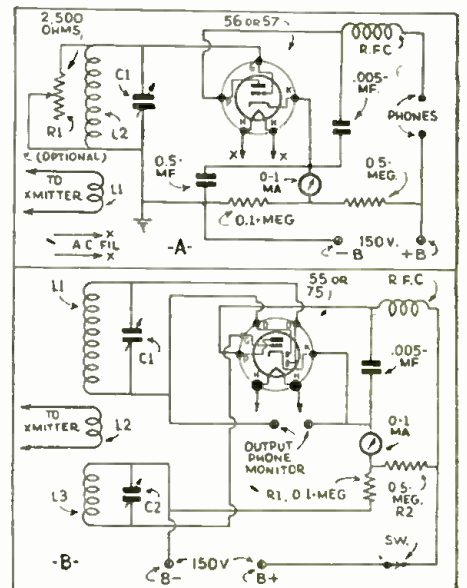 2,500
OHMS,
56 OR 57
R.F.C.
C1
.005-
MF.
L2
R1
PHONES
(OPTIONAL)
P
G
K
H
H
X
X
0.5-
MF
0-1
MA
0.5-
MEG.
TO
XMITTER
L1
X
A C FIL
X
0.1-MEG
-A-
150 V.
-B
+B
L1
55 OR
75
R.F.C
C1
.005-
MF
H
H
K
TO
XMITTER
L2
OUTPUT
PHONE
MONITOR
0-1
MA
R1, 0.1-MEG
0.5-
MEG.
R2
L3
C2
-B-
150V
B-
B+
SW.